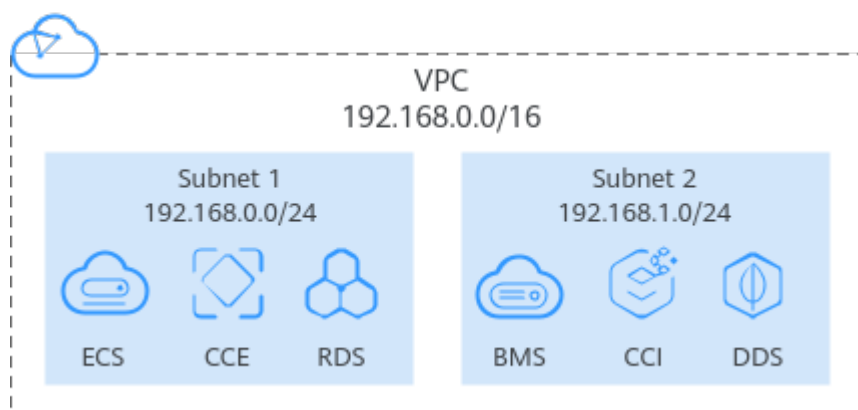 VPC
192.168.0.0/16
Subnet 1
192.168.0.0/24
ECS CCE RDS
Subnet 2
192.168.1.0/24
BMS CCI DDS